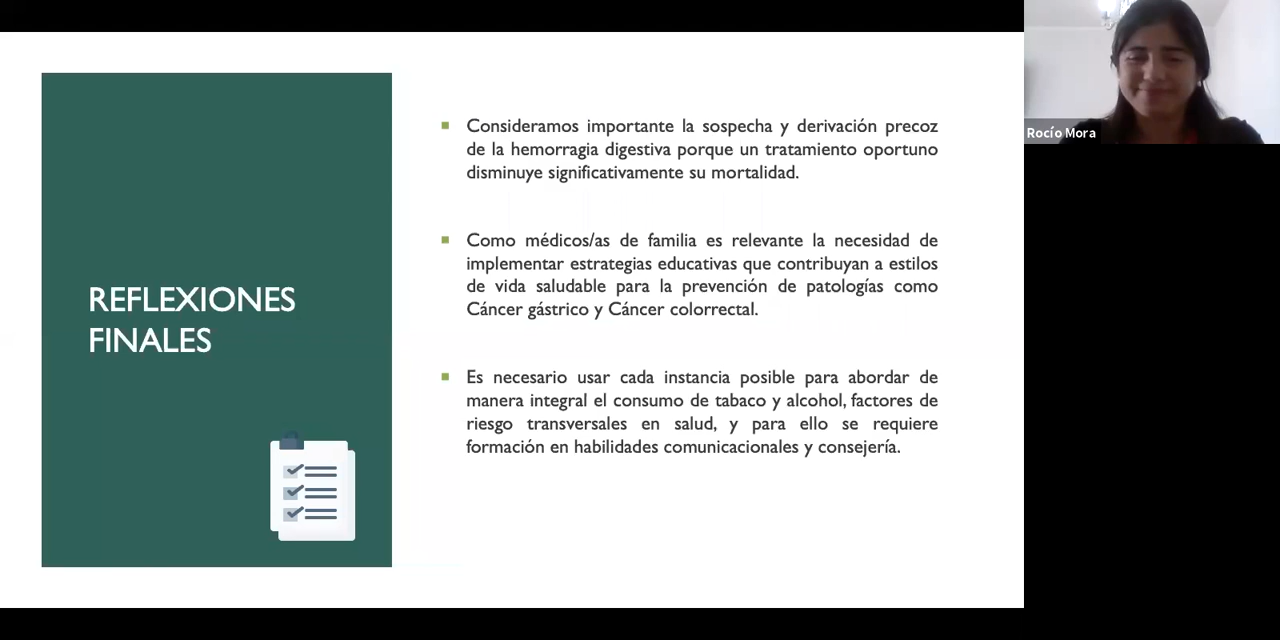 REFLEXIONES
FINALES
Consideramos importante la sospecha y derivación precoz
de la hemorragia digestiva porque un tratamiento oportuno
disminuye significativamente su mortalidad.
Como médicos/as de familia es relevante la necesidad de
implementar estrategias educativas que contribuyan a estilos
de vida saludable para la prevención de patologías como
Cáncer gástrico y Cáncer colorrectal.
Es necesario usar cada instancia posible para abordar de
manera integral el consumo de tabaco y alcohol, factores de
riesgo transversales en salud, y para ello se requiere
formación en habilidades comunicacionales y consejería.
Rocío Mora